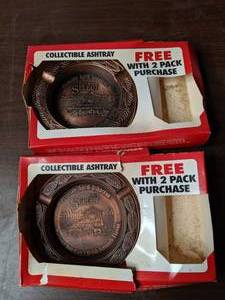 COLLECTIBLE ASHTRAY
FREE
WITH 2 PACK
PURCHASE
COLLECTIBLE ASHTRAY
FREE
WITH 2 PACK
PURCHASE